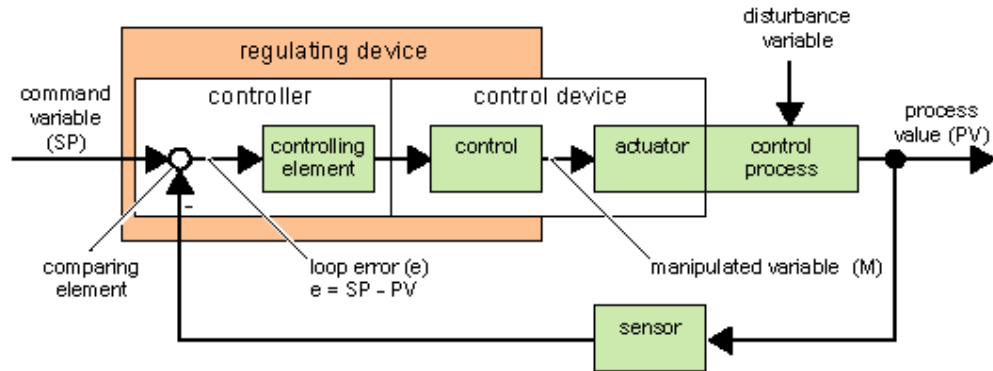 disturbance
variable
regulating device
command
variable
(SP)
controller
control device
process
value (PV)
controlling
element
control
actuator
control
process
-
comparing
element
loop error (e)
e = SP – PV
manipulated variable (M)
sensor